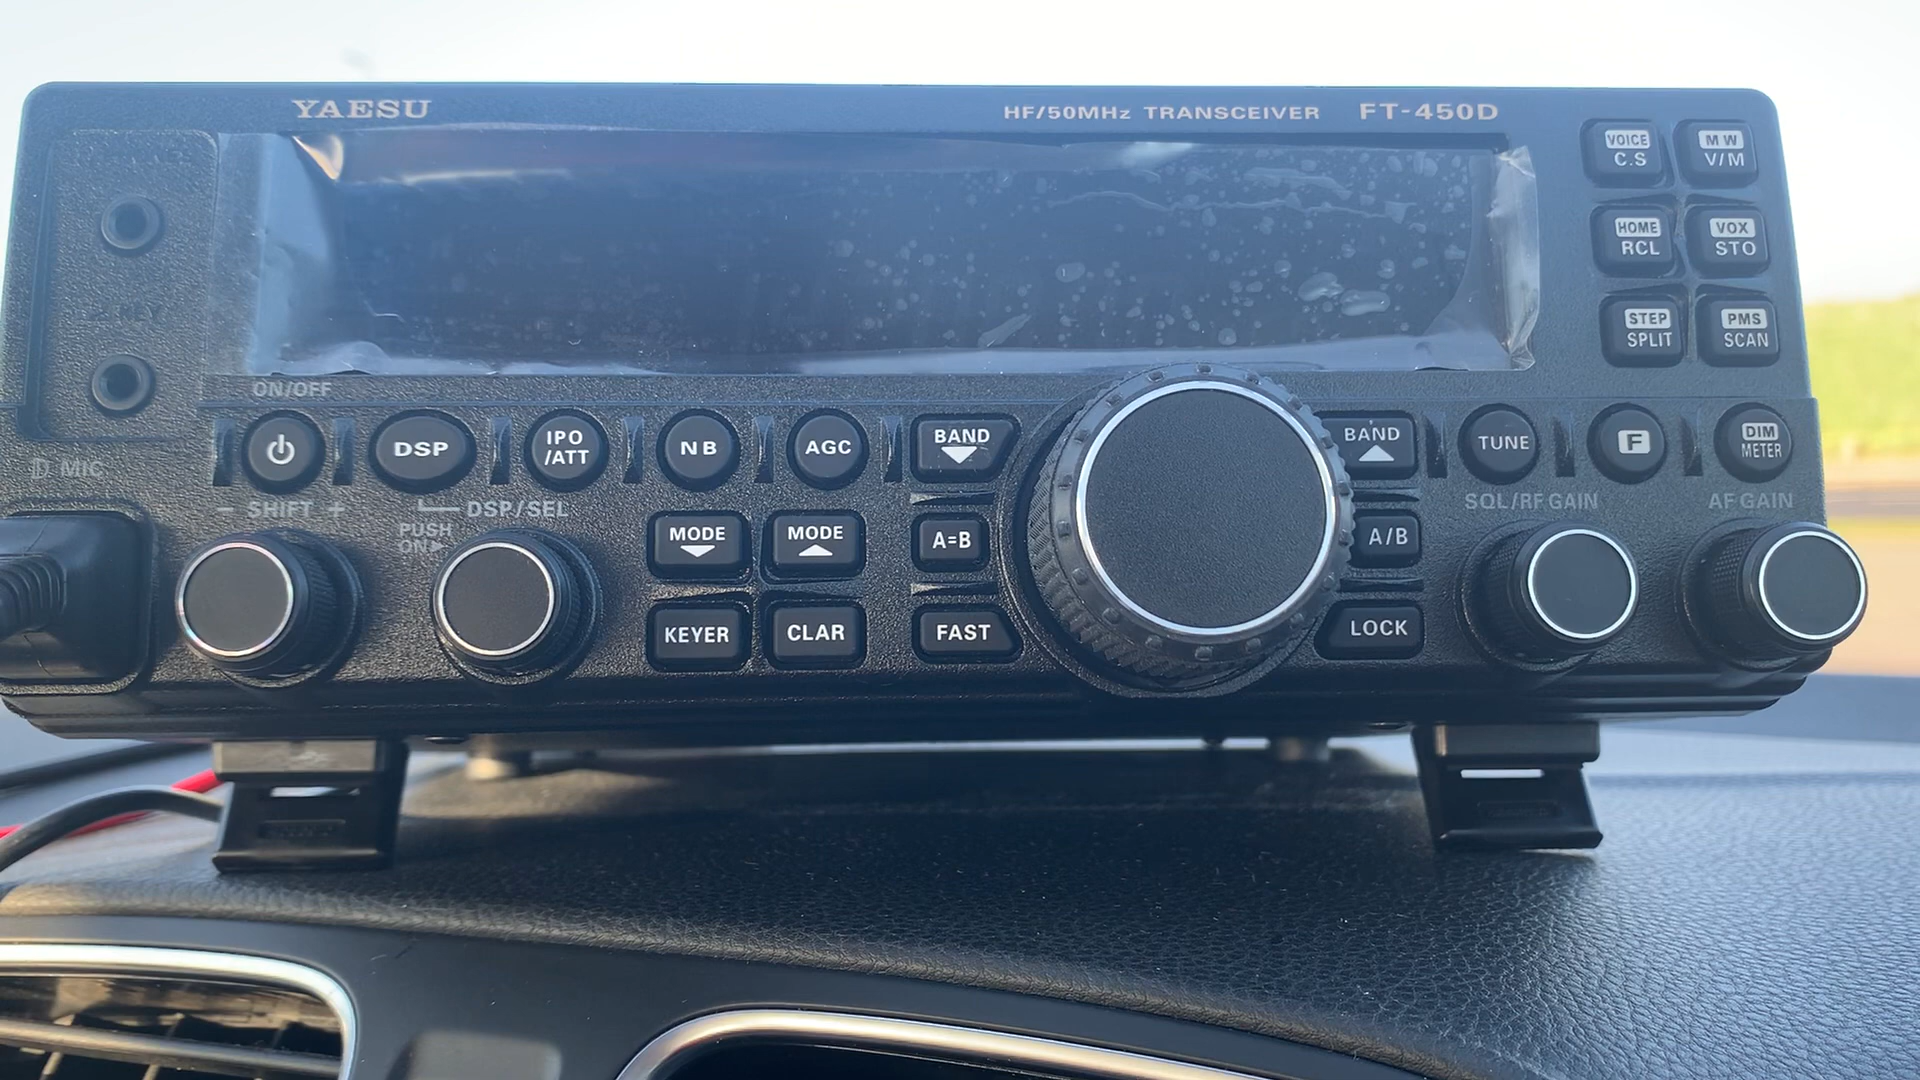 YAESU
HF/50MHz TRANSCEIVER FT-450D
VOICE
C.S
M W
V/M
HOME
RCL
VOX
STO
STEP
SPLIT
PMS
SCAN
KEY
ON/OFF
DSP
IPO
/ATT
NB
AGC
BAND
BAND
TUNE
F
DIM
METER
MIC
− SHIFT +
DSP/SEL
PUSH
ON
MODE
MODE
A=B
A/B
SQL/RF GAIN
AF GAIN
KEYER
CLAR
FAST
LOCK